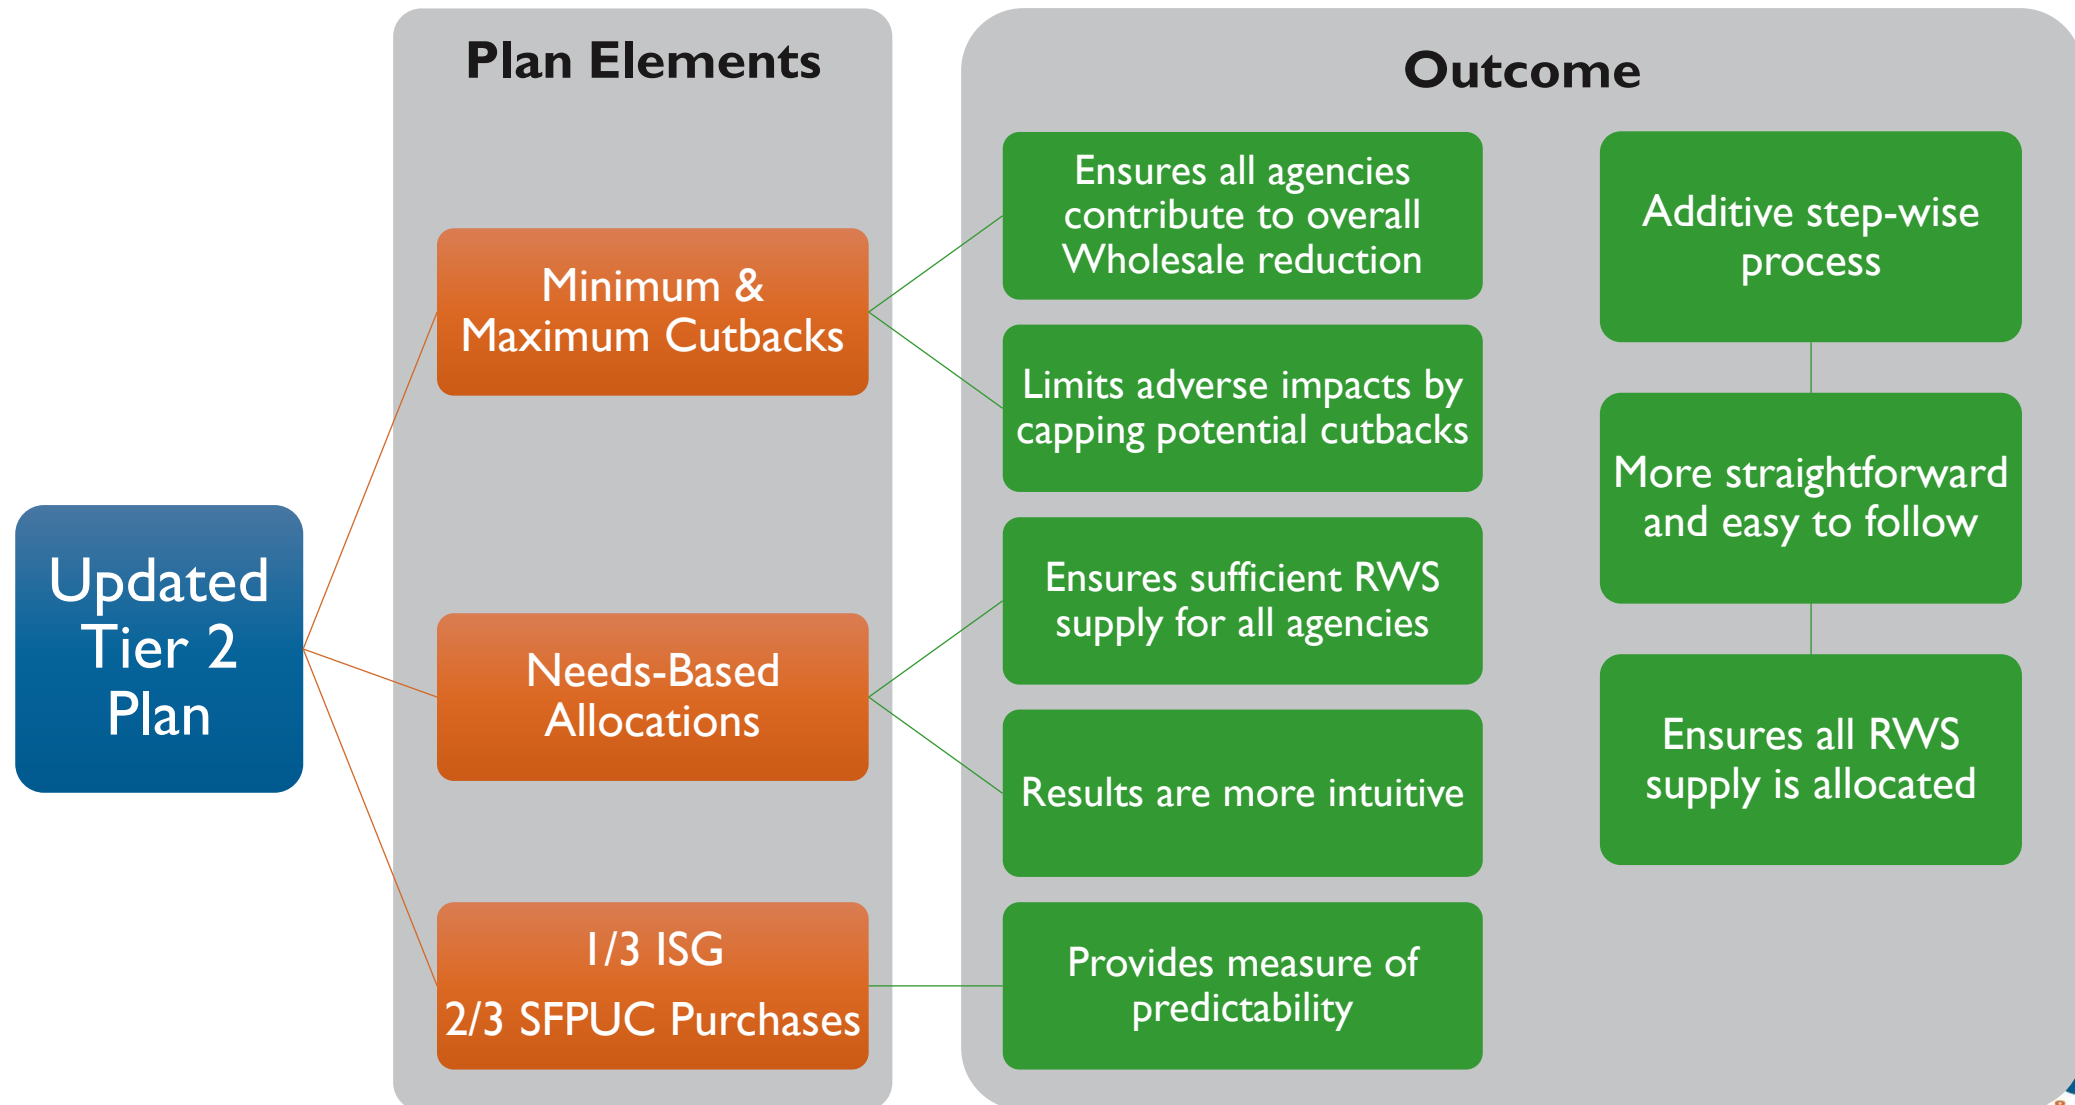 Plan Elements
Outcome
Updated
Tier 2
Plan
Minimum &
Maximum Cutbacks
Needs-Based
Allocations
1/3 ISG
2/3 SFPUC Purchases
Ensures all agencies
contribute to overall
Wholesale reduction
Limits adverse impacts by
capping potential cutbacks
Ensures sufficient RWS
supply for all agencies
Results are more intuitive
Provides measure of
predictability
Additive step-wise
process
More straightforward
and easy to follow
Ensures all RWS
supply is allocated